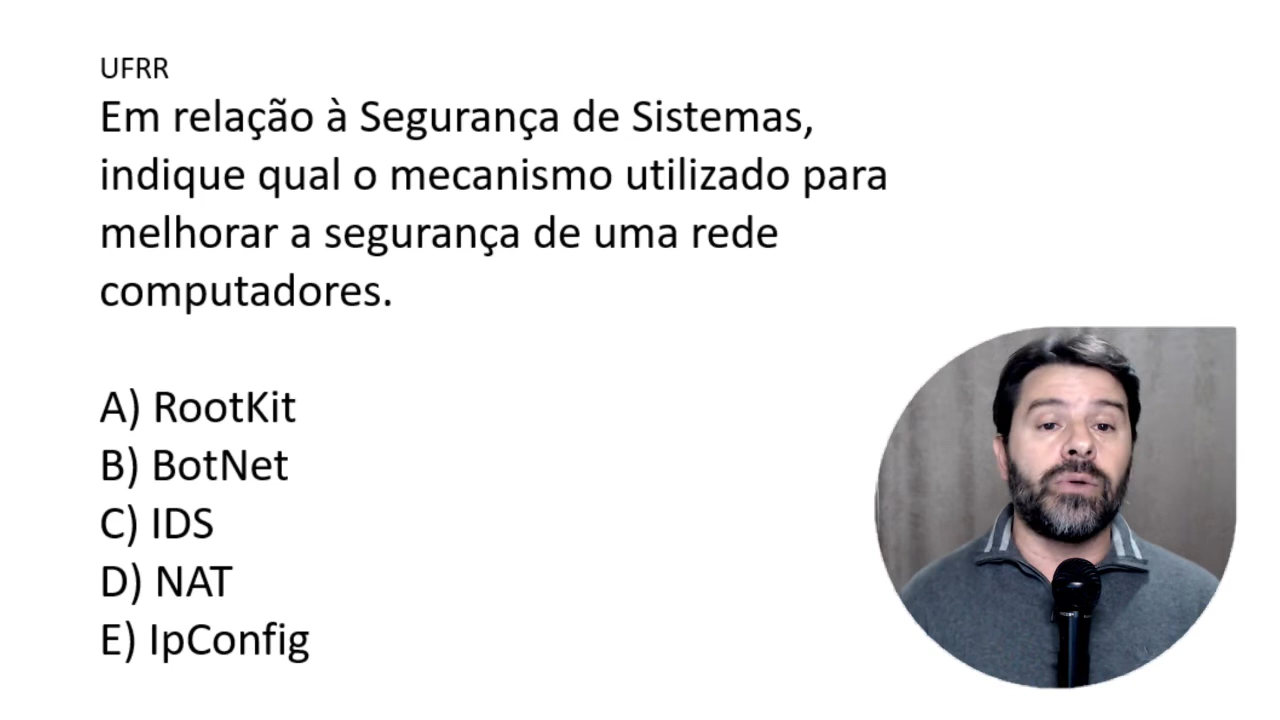 UFRR
Em relação à Segurança de Sistemas,
indique qual o mecanismo utilizado para
melhorar a segurança de uma rede
computadores.
A) RootKit
B) BotNet
C) IDS
D) NAT
E) IpConfig